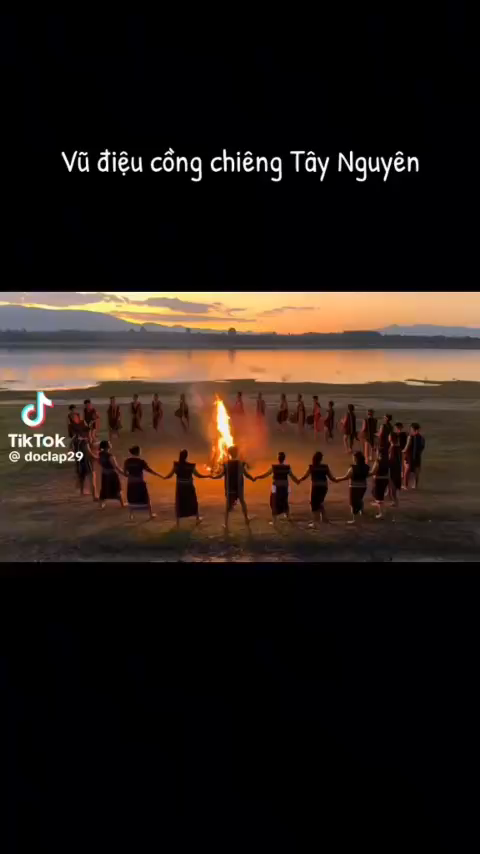 Vũ điệu cồng chiêng Tây Nguyên
TikTok
@ doclap29